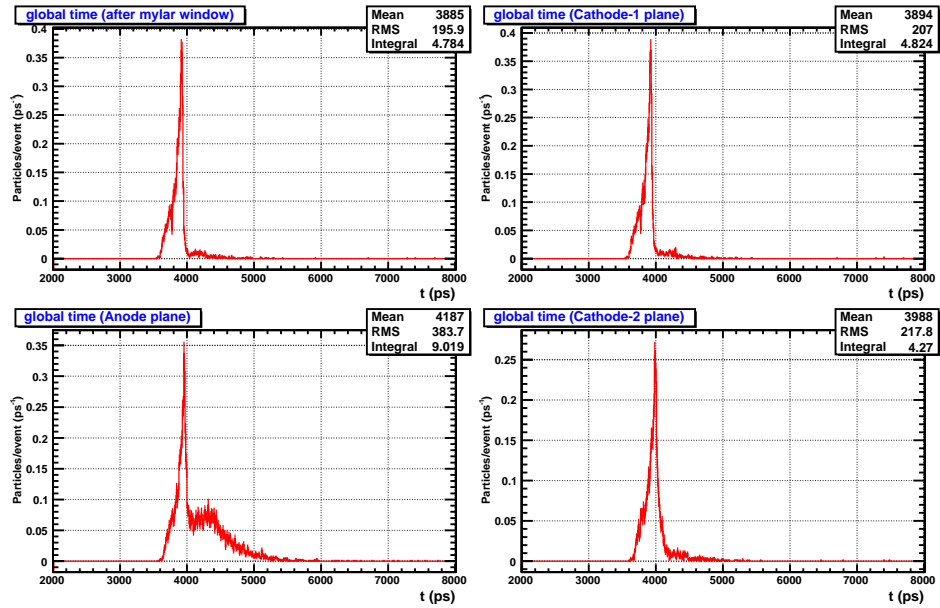 global time (after mylar window)
Mean 3885
RMS 195.9
Integral 4.784
Particles/event (ps⁻¹)
0.4
0.35
0.3
0.25
0.2
0.15
0.1
0.05
0
2000 3000 4000 5000 6000 7000 8000
t (ps)
global time (Cathode-1 plane)
Mean 3894
RMS 207
Integral 4.824
Particles/event (ps⁻¹)
0.4
0.35
0.3
0.25
0.2
0.15
0.1
0.05
0
2000 3000 4000 5000 6000 7000 8000
t (ps)
global time (Anode plane)
Mean 4187
RMS 383.7
Integral 9.019
Particles/event (ps⁻¹)
0.35
0.3
0.25
0.2
0.15
0.1
0.05
0
2000 3000 4000 5000 6000 7000 8000
t (ps)
global time (Cathode-2 plane)
Mean 3988
RMS 217.8
Integral 4.27
Particles/event (ps⁻¹)
0.25
0.2
0.15
0.1
0.05
0
2000 3000 4000 5000 6000 7000 8000
t (ps)